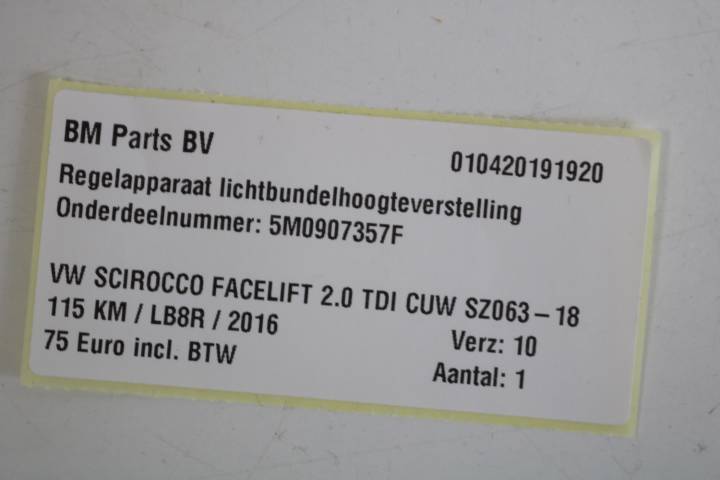 BM Parts BV 010420191920
Regelapparaat lichtbundelhoogteverstelling
Onderdeelnummer: 5M0907357F
VW SCIROCCO FACELIFT 2.0 TDI CUW SZ063-18
115 KM / LB8R / 2016 Verz: 10
75 Euro incl. BTW Aantal: 1